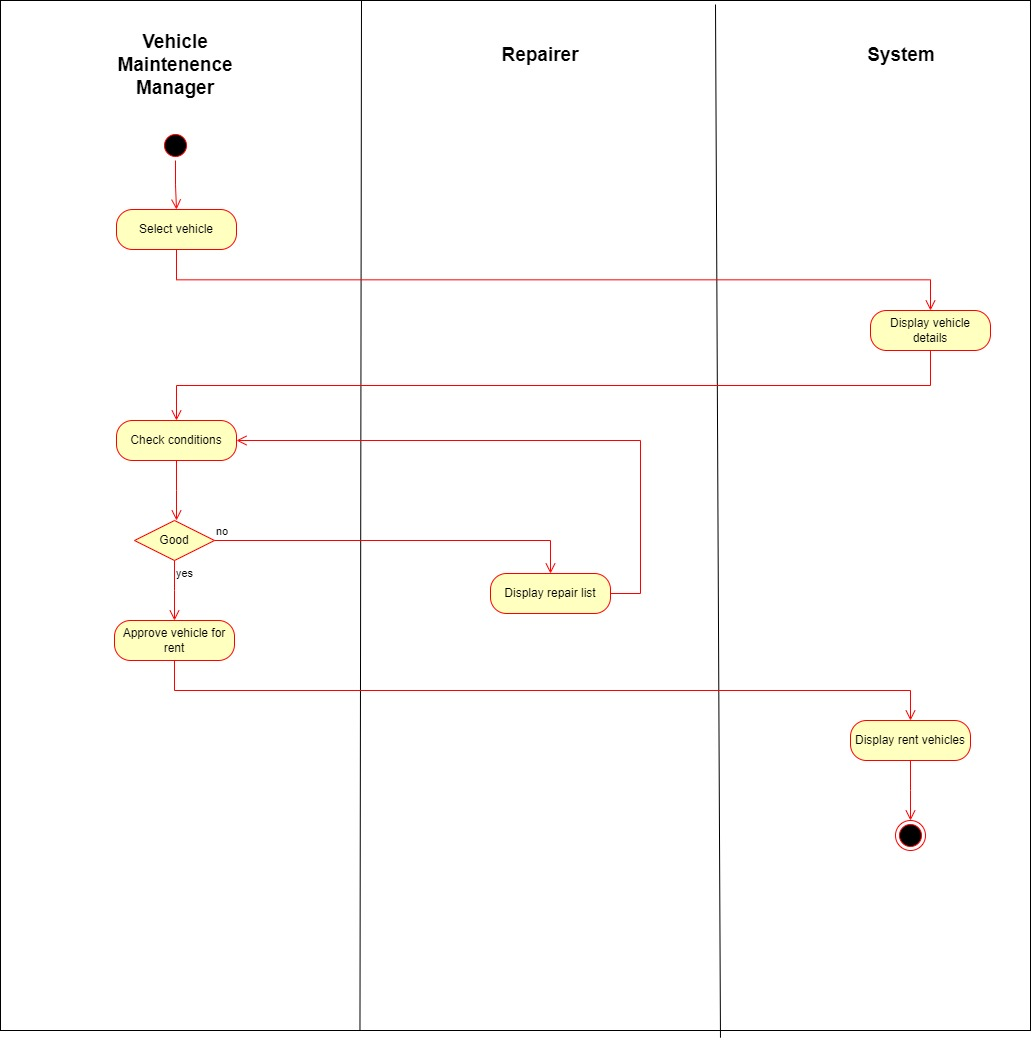 Vehicle
Maintenence
Manager
Repairer
System
Select vehicle
Display vehicle
details
Check conditions
Good
no
yes
Display repair list
Approve vehicle for
rent
Display rent vehicles